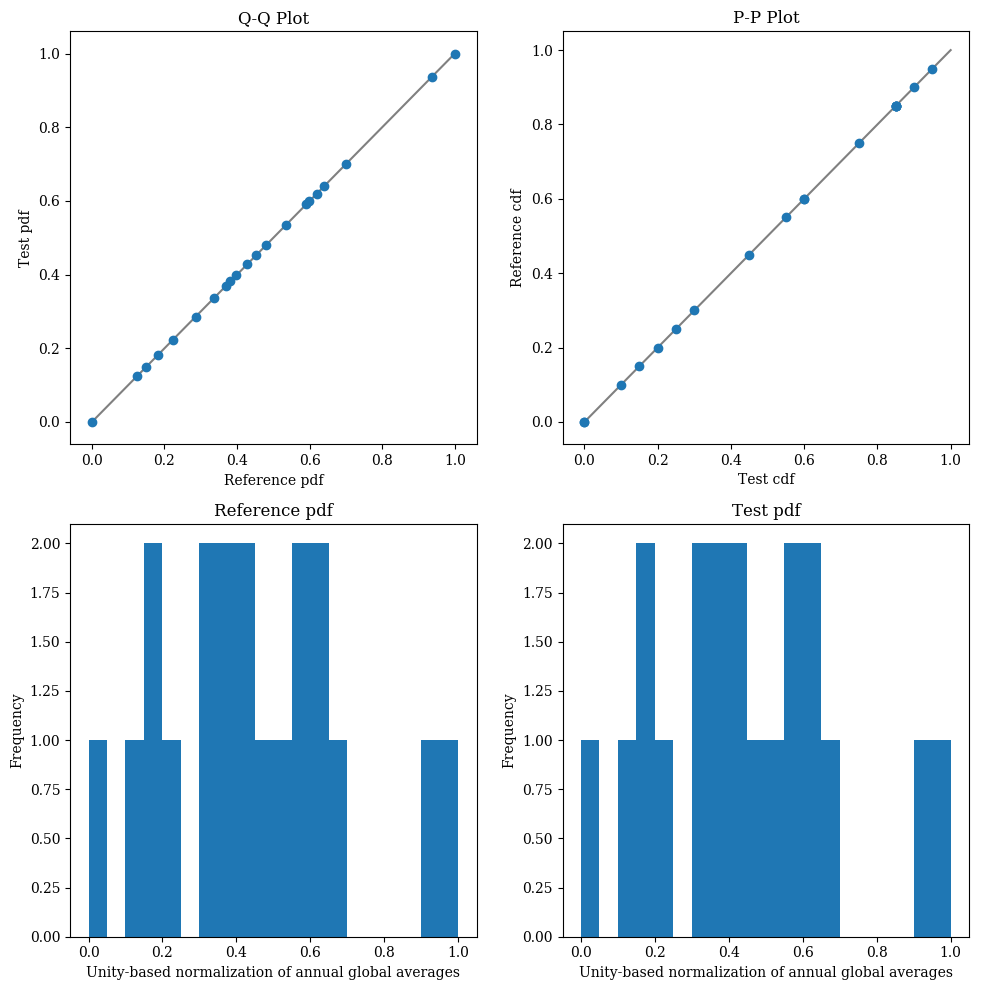 Q-Q Plot
Test pdf
1.0
0.8
0.6
0.4
0.2
0.0
0.0 0.2 0.4 0.6 0.8 1.0
Reference pdf
P-P Plot
Reference cdf
1.0
0.8
0.6
0.4
0.2
0.0
0.0 0.2 0.4 0.6 0.8 1.0
Test cdf
Reference pdf
Frequency
2.00
1.75
1.50
1.25
1.00
0.75
0.50
0.25
0.00
0.0 0.2 0.4 0.6 0.8 1.0
Unity-based normalization of annual global averages
Test pdf
Frequency
2.00
1.75
1.50
1.25
1.00
0.75
0.50
0.25
0.00
0.0 0.2 0.4 0.6 0.8 1.0
Unity-based normalization of annual global averages